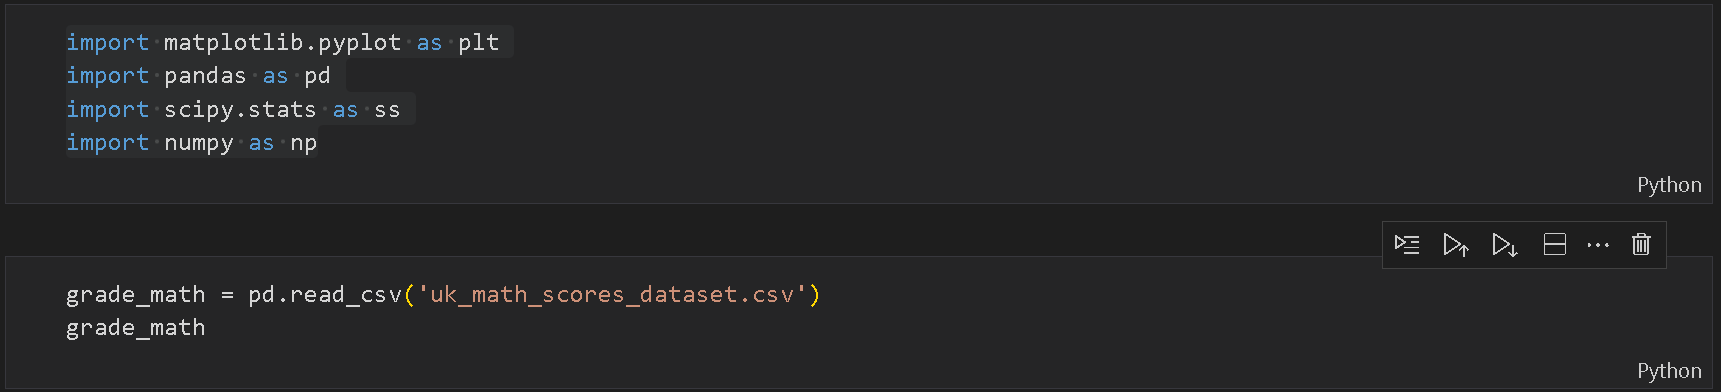 import matplotlib.pyplot as plt
import pandas as pd
import scipy.stats as ss
import numpy as np
Python
grade_math = pd.read_csv('uk_math_scores_dataset.csv')
grade_math
Python